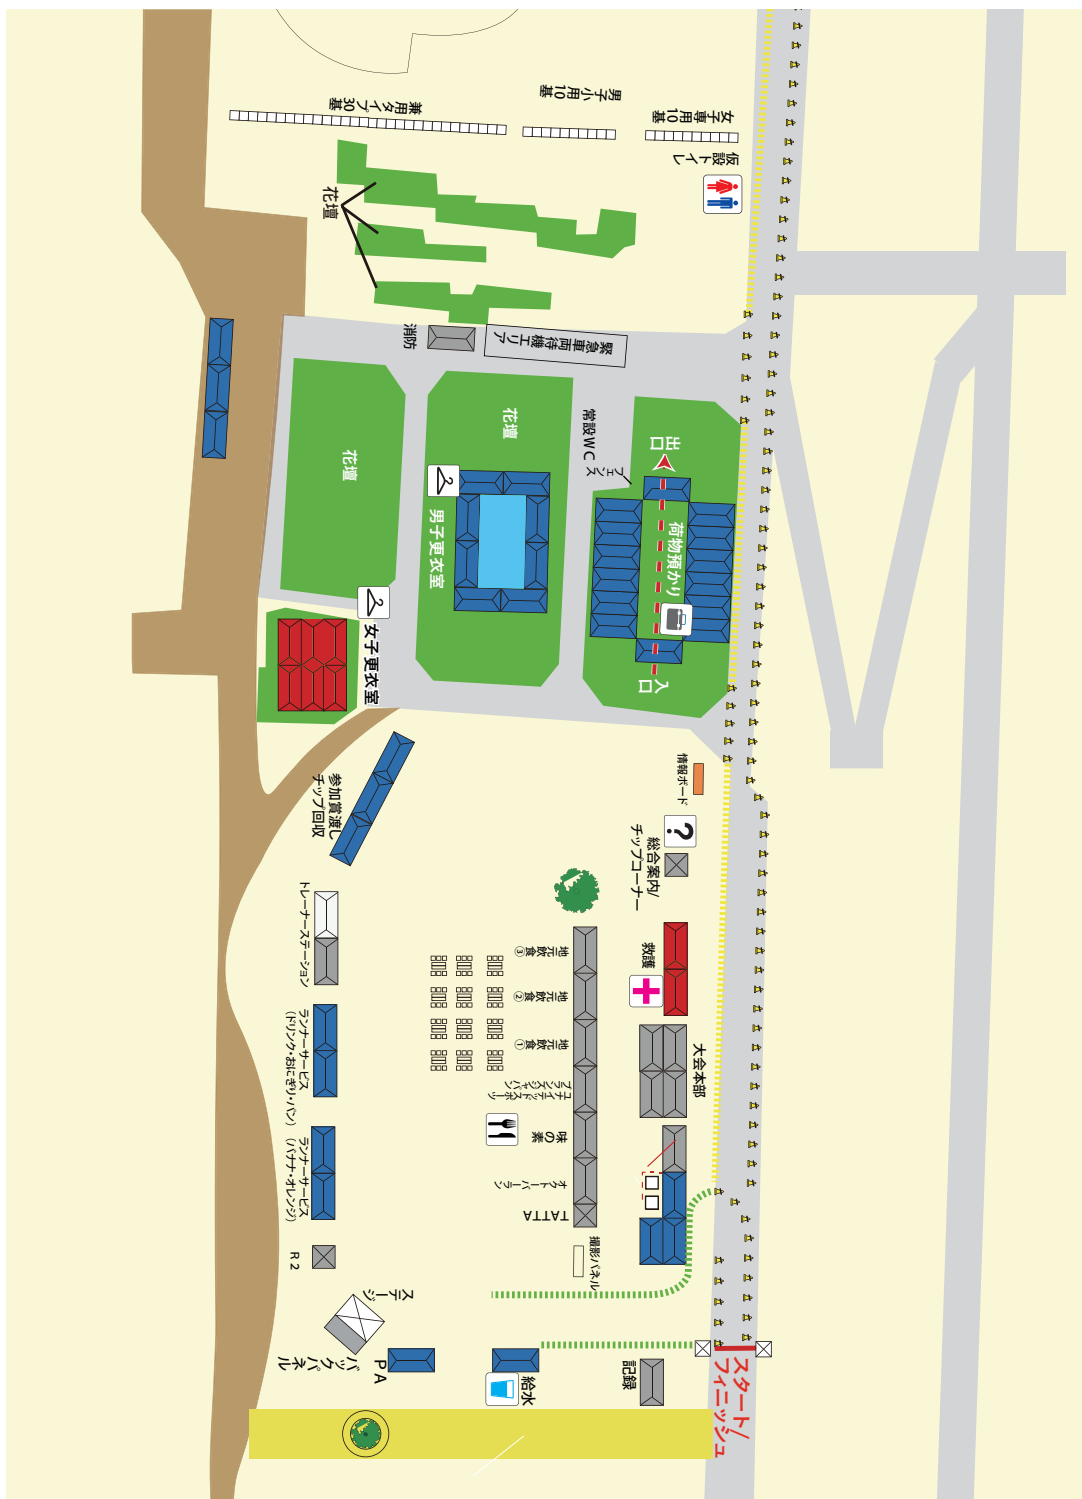 兼用タイプ30基
男子小用10基
女子専用10基
仮設トイレ
花壇
消防
緊急車両待機エリア
花壇
花壇
常設WC
フェンス
出口
荷物預かり
入口
男子更衣室
女子更衣室
情報ボード
総合案内/
チップコーナー
参加賞渡し
チップ回収
救護
トレーナーステーション
地元飲食③
地元飲食②
地元飲食①
大会本部
ランナーサービス
(ドリンク・おにぎり・パン)
ユナイテッドスポーツ
ブランズジャパン
味の素
オクトバーラン
TATTA
ランナーサービス
(バナナ・オレンジ)
R2
撮影パネル
ステージ
バックパネル
PA
給水
記録
スタート/
フィニッシュ